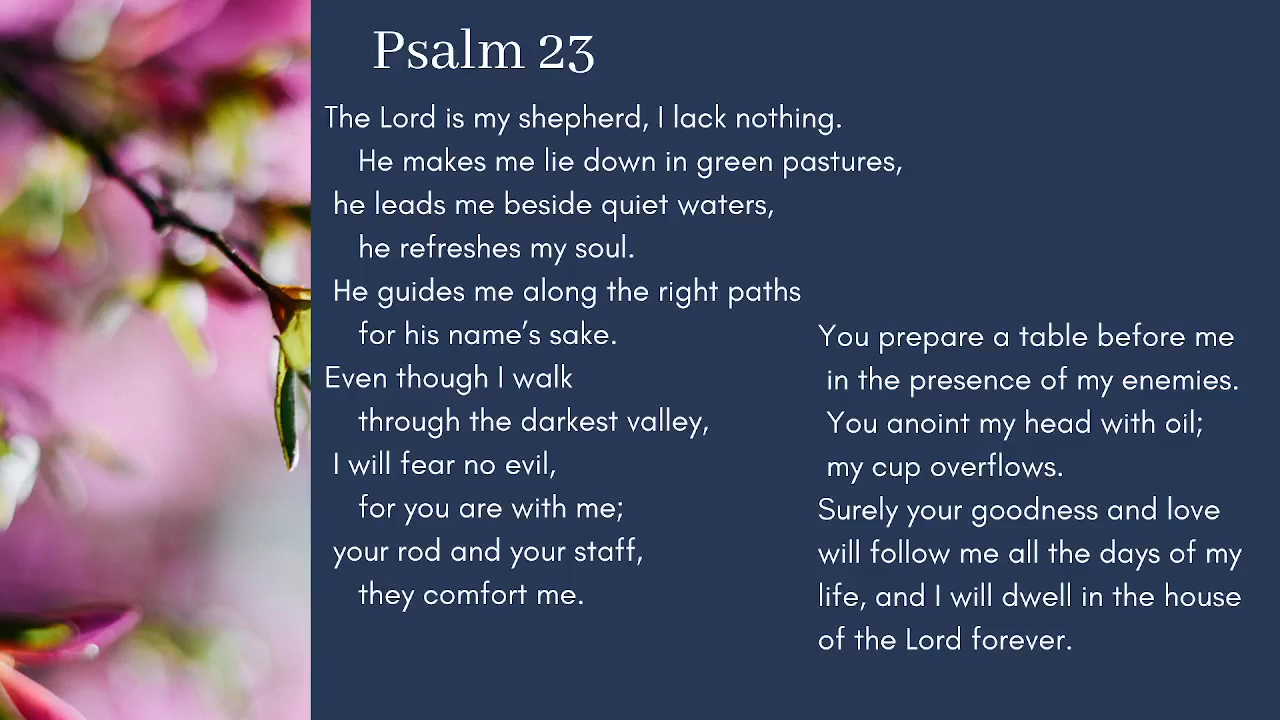 Psalm 23
The Lord is my shepherd, I lack nothing.
He makes me lie down in green pastures,
he leads me beside quiet waters,
he refreshes my soul.
He guides me along the right paths
for his name’s sake.
Even though I walk
through the darkest valley,
I will fear no evil,
for you are with me;
your rod and your staff,
they comfort me.
You prepare a table before me
in the presence of my enemies.
You anoint my head with oil;
my cup overflows.
Surely your goodness and love
will follow me all the days of my
life, and I will dwell in the house
of the Lord forever.